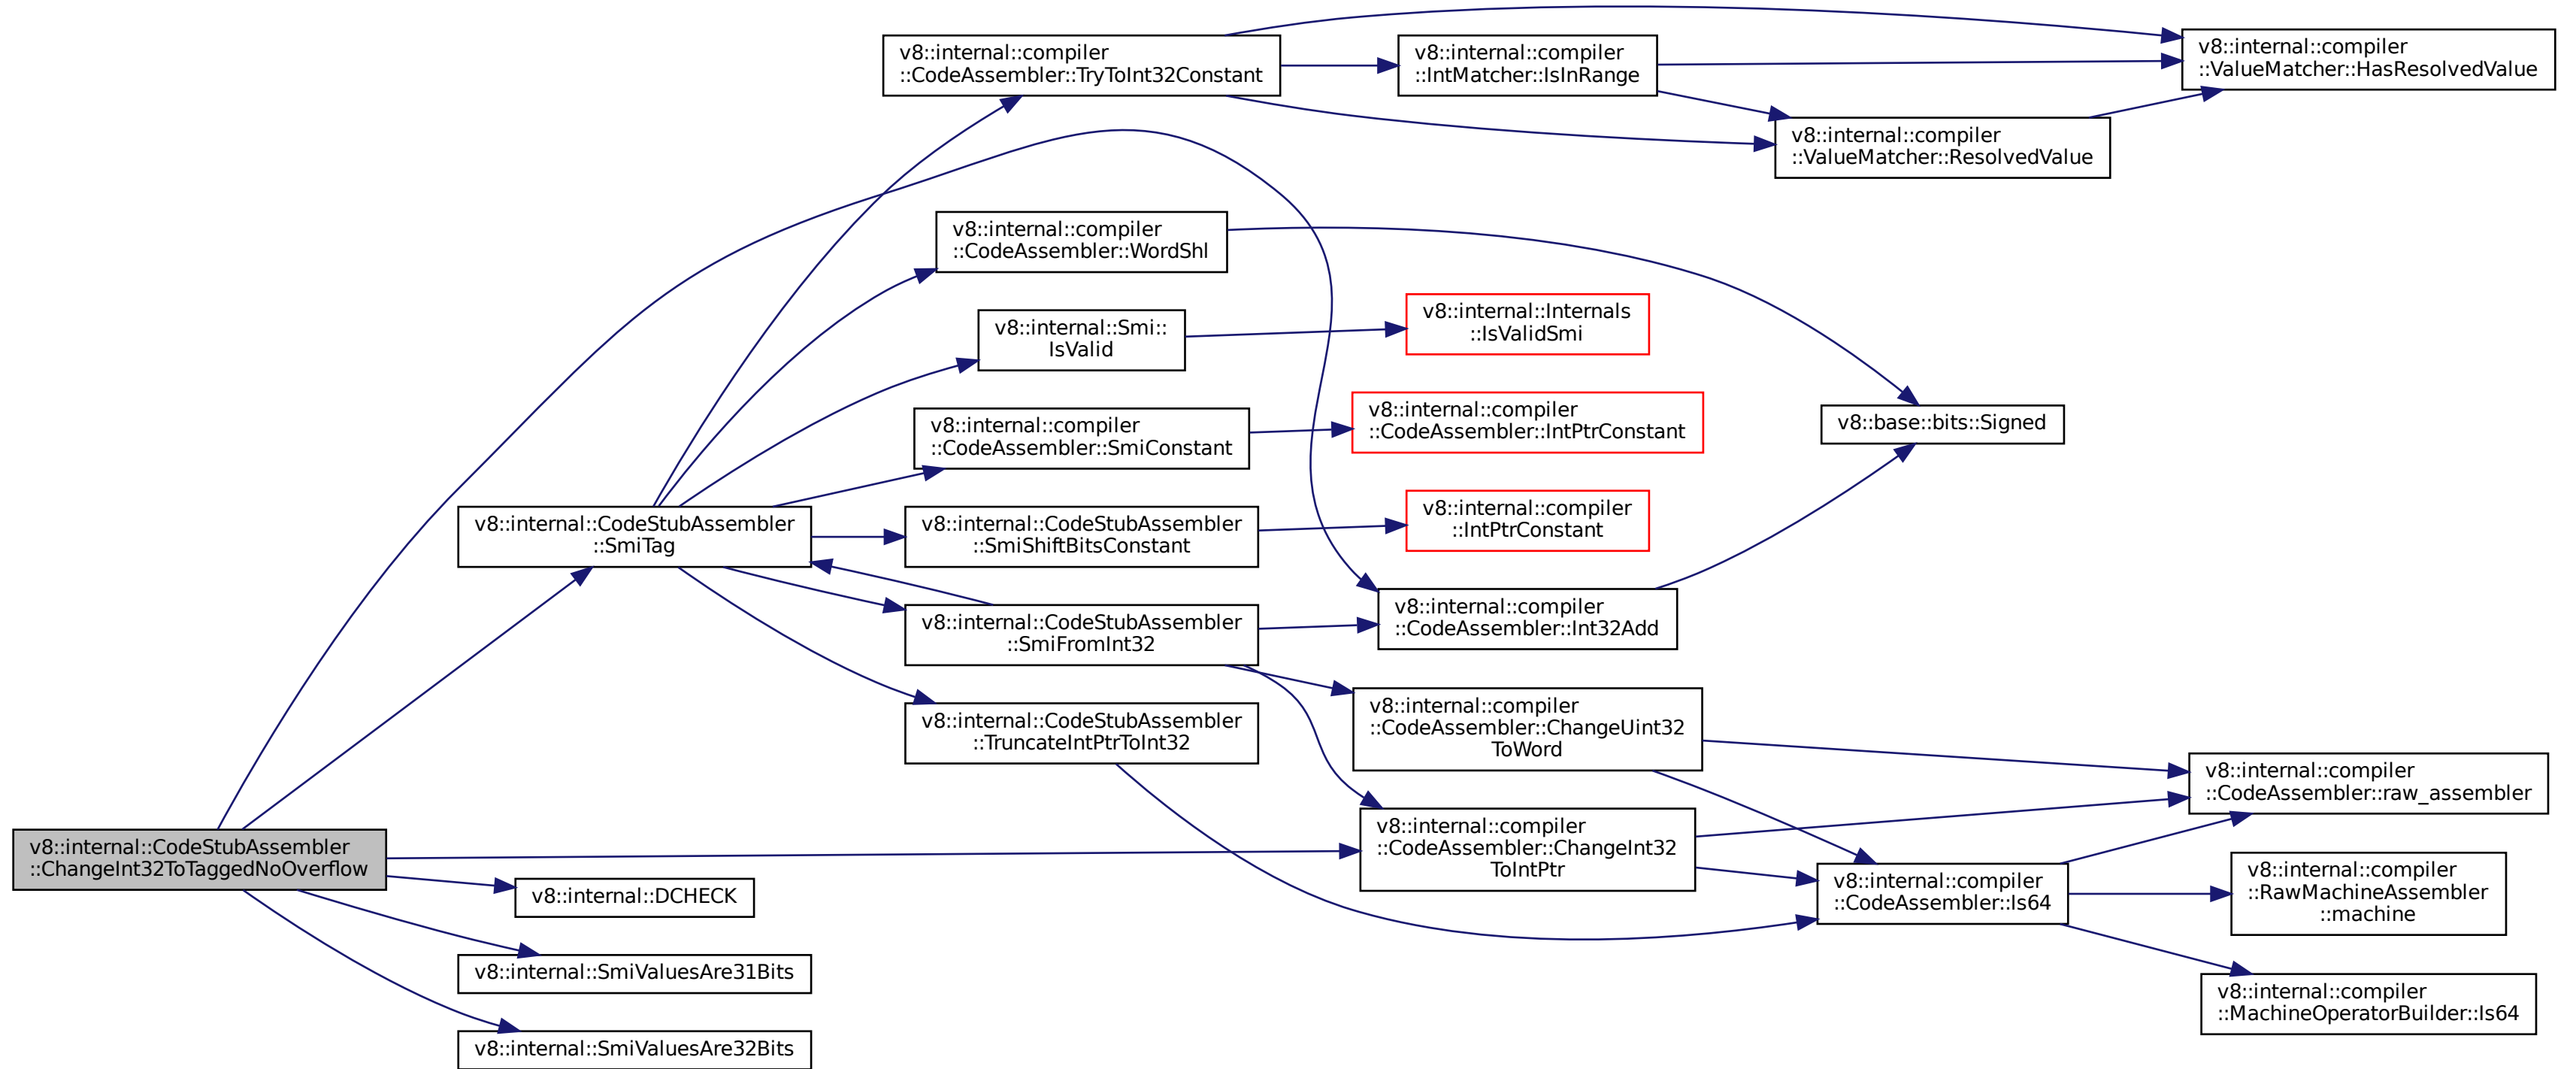 v8::internal::compiler
::CodeAssembler::TryToInt32Constant
v8::internal::compiler
::IntMatcher::IsInRange
v8::internal::compiler
::ValueMatcher::HasResolvedValue
v8::internal::compiler
::ValueMatcher::ResolvedValue
v8::internal::compiler
::CodeAssembler::WordShl
v8::internal::Smi::
IsValid
v8::internal::Internals
::IsValidSmi
v8::internal::compiler
::CodeAssembler::SmiConstant
v8::internal::compiler
::CodeAssembler::IntPtrConstant
v8::base::bits::Signed
v8::internal::CodeStubAssembler
::SmiTag
v8::internal::CodeStubAssembler
::SmiShiftBitsConstant
v8::internal::compiler
::IntPtrConstant
v8::internal::CodeStubAssembler
::SmiFromInt32
v8::internal::compiler
::CodeAssembler::Int32Add
v8::internal::CodeStubAssembler
::TruncateIntPtrToInt32
v8::internal::compiler
::CodeAssembler::ChangeUint32
ToWord
v8::internal::compiler
::CodeAssembler::raw_assembler
v8::internal::CodeStubAssembler
::ChangeInt32ToTaggedNoOverflow
v8::internal::compiler
::CodeAssembler::ChangeInt32
ToIntPtr
v8::internal::DCHECK
v8::internal::compiler
::CodeAssembler::Is64
v8::internal::compiler
::RawMachineAssembler
::machine
v8::internal::SmiValuesAre31Bits
v8::internal::compiler
::MachineOperatorBuilder::Is64
v8::internal::SmiValuesAre32Bits